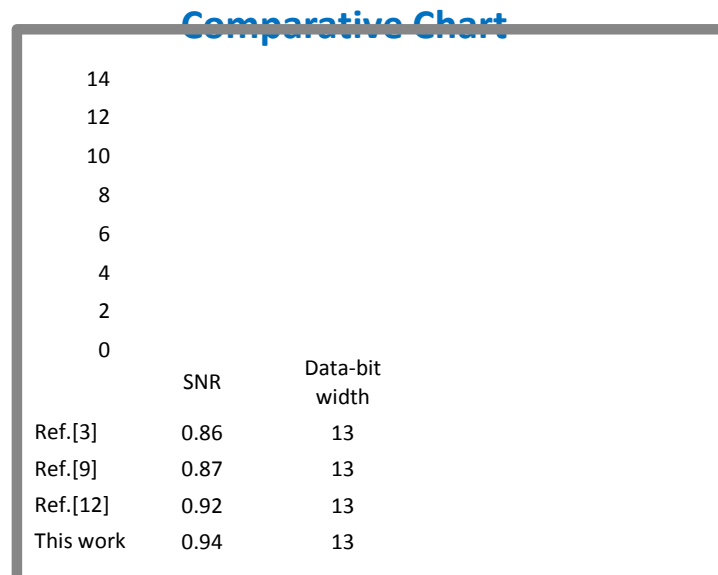 Comparative Chart
14
12
10
8
6
4
2
0
SNR Data-bit
width
Ref.[3] 0.86 13
Ref.[9] 0.87 13
Ref.[12] 0.92 13
This work 0.94 13